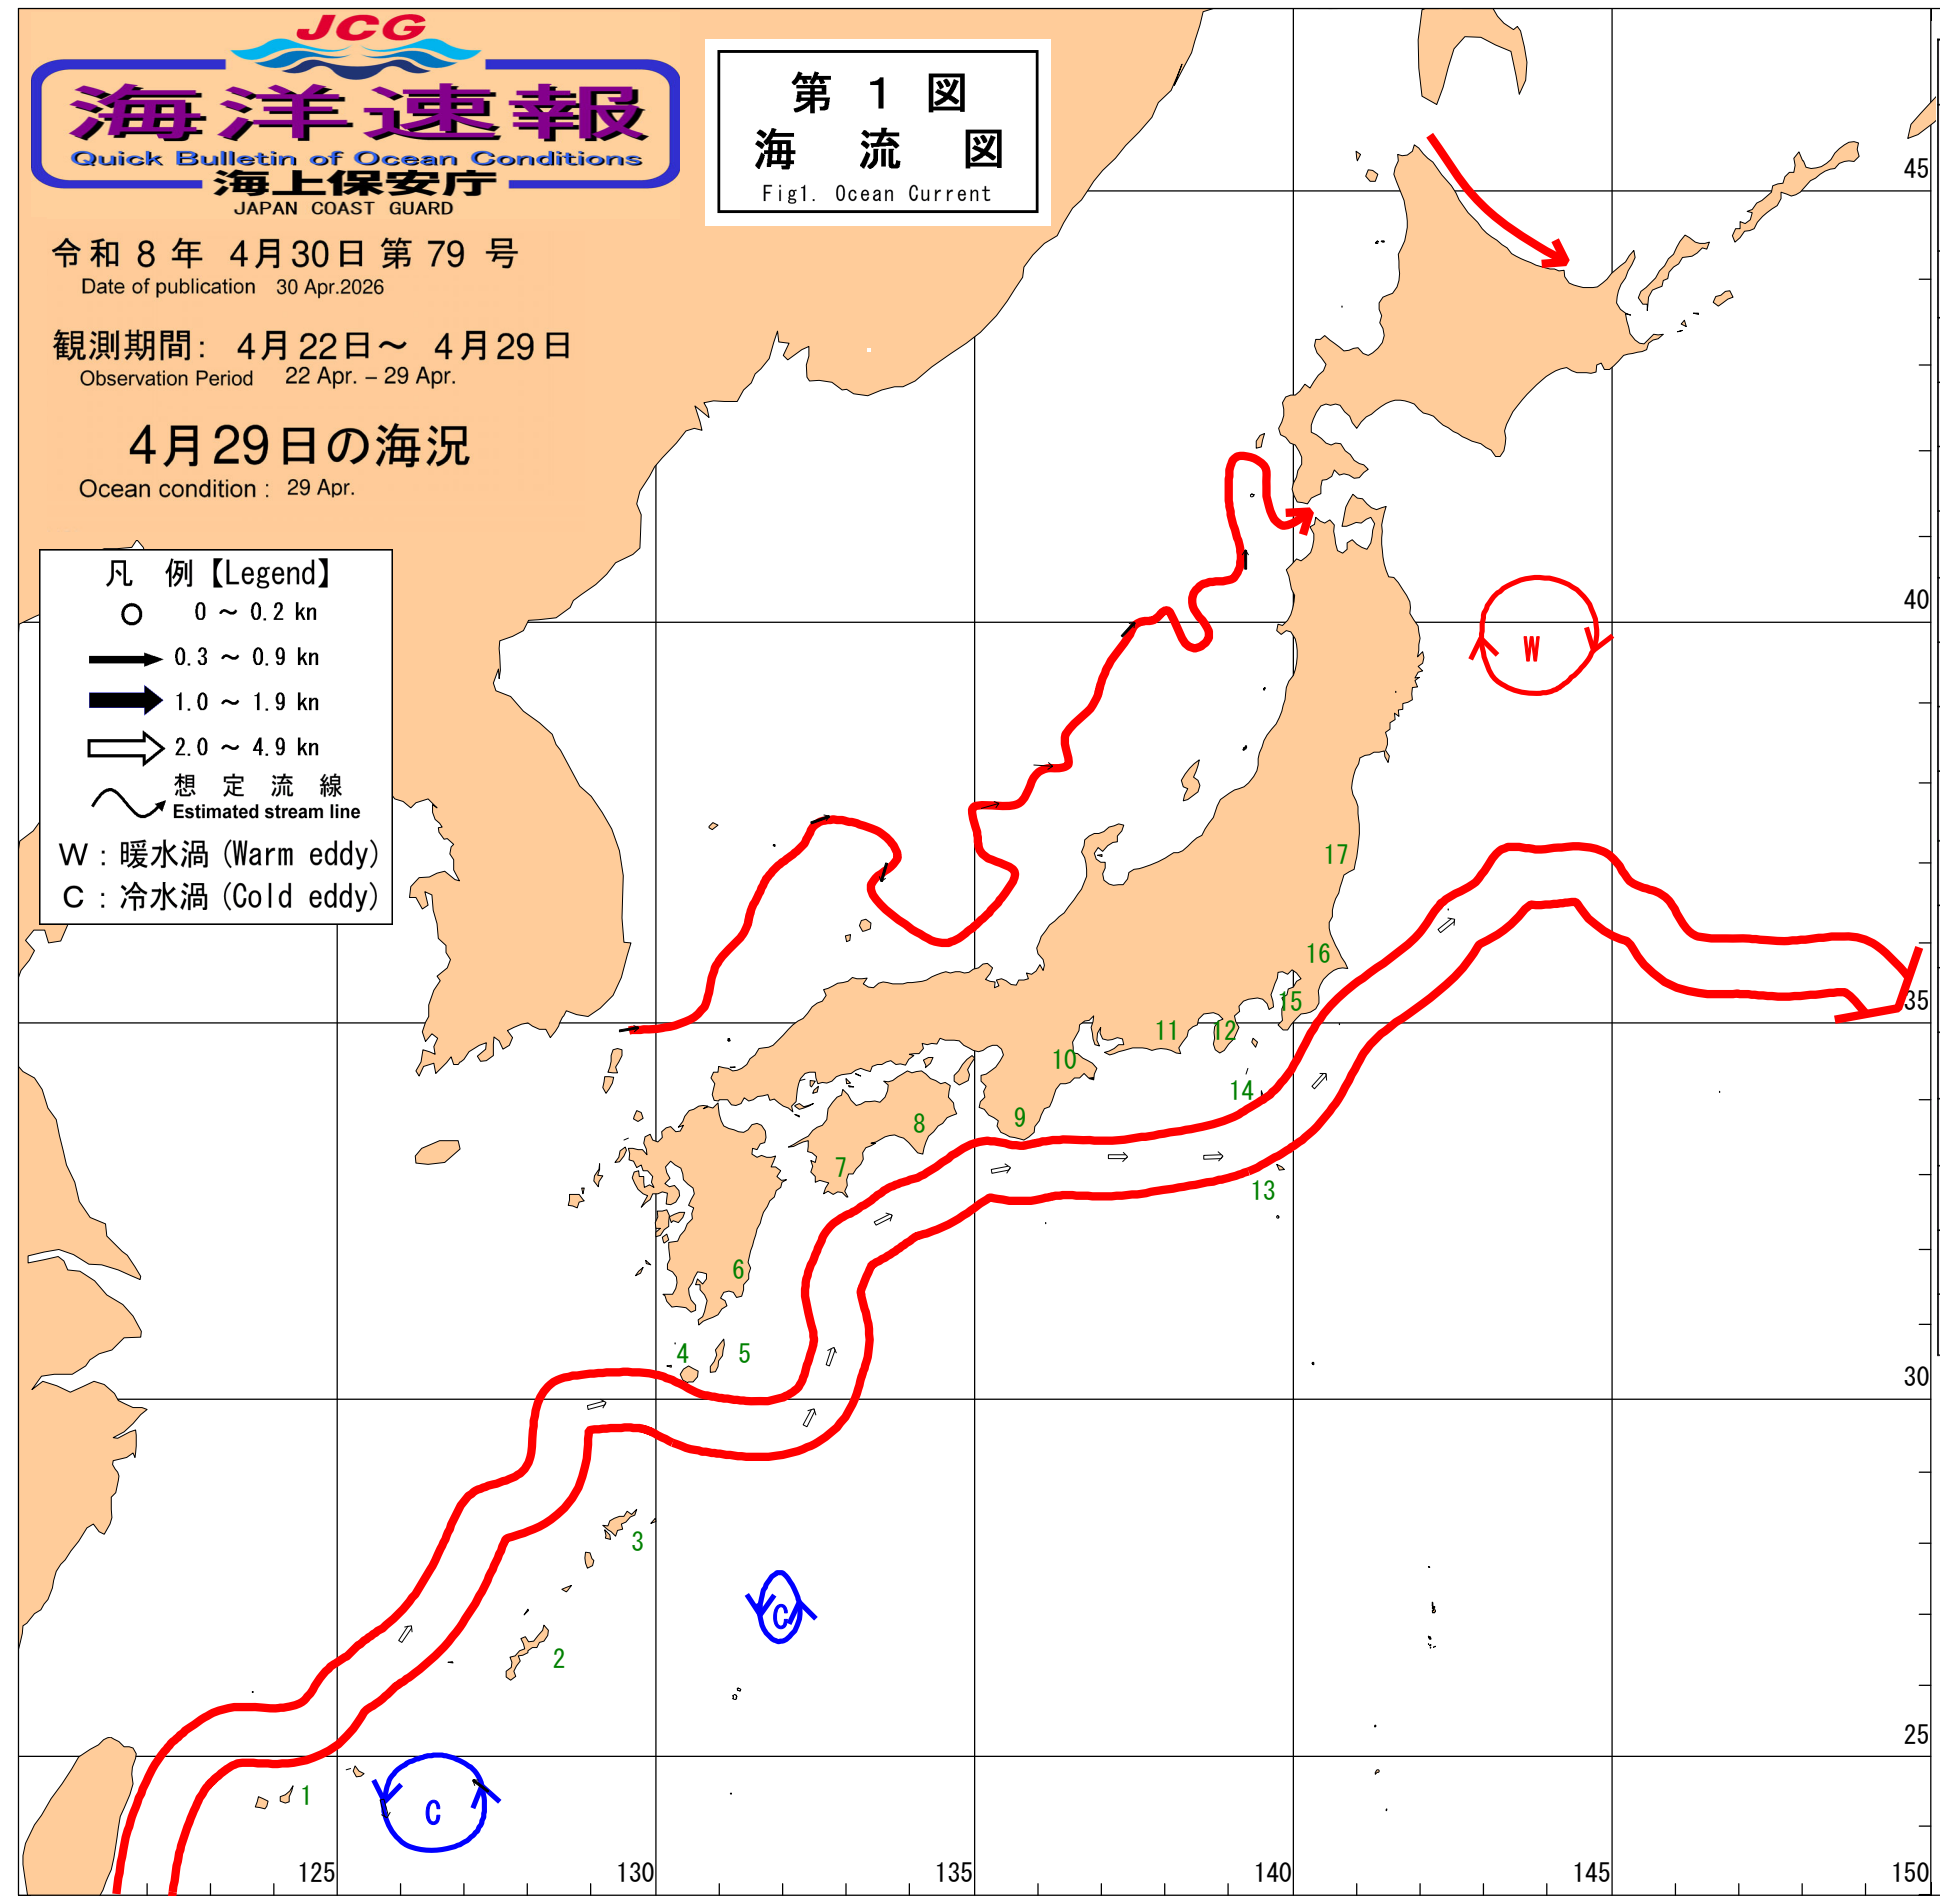 JCG
海洋速報
Quick Bulletin of Ocean Conditions
海上保安庁
JAPAN COAST GUARD
第 1 図
海 流 図
Fig1. Ocean Current
令和 8 年 4月30日 第 79 号
Date of publication 30 Apr.2026
観測期間: 4月22日～ 4月29日
Observation Period 22 Apr. – 29 Apr.
4月29日の海況
Ocean condition : 29 Apr.
凡 例【Legend】
0 ～ 0.2 kn
0.3 ～ 0.9 kn
1.0 ～ 1.9 kn
2.0 ～ 4.9 kn
想 定 流 線
Estimated stream line
W : 暖水渦 (Warm eddy)
C : 冷水渦 (Cold eddy)
45
40
W
17
16
35
15
12
11
10
14
9
8
7
13
6
4
5
30
3
C
2
25
1
C
125
130
135
140
145
150